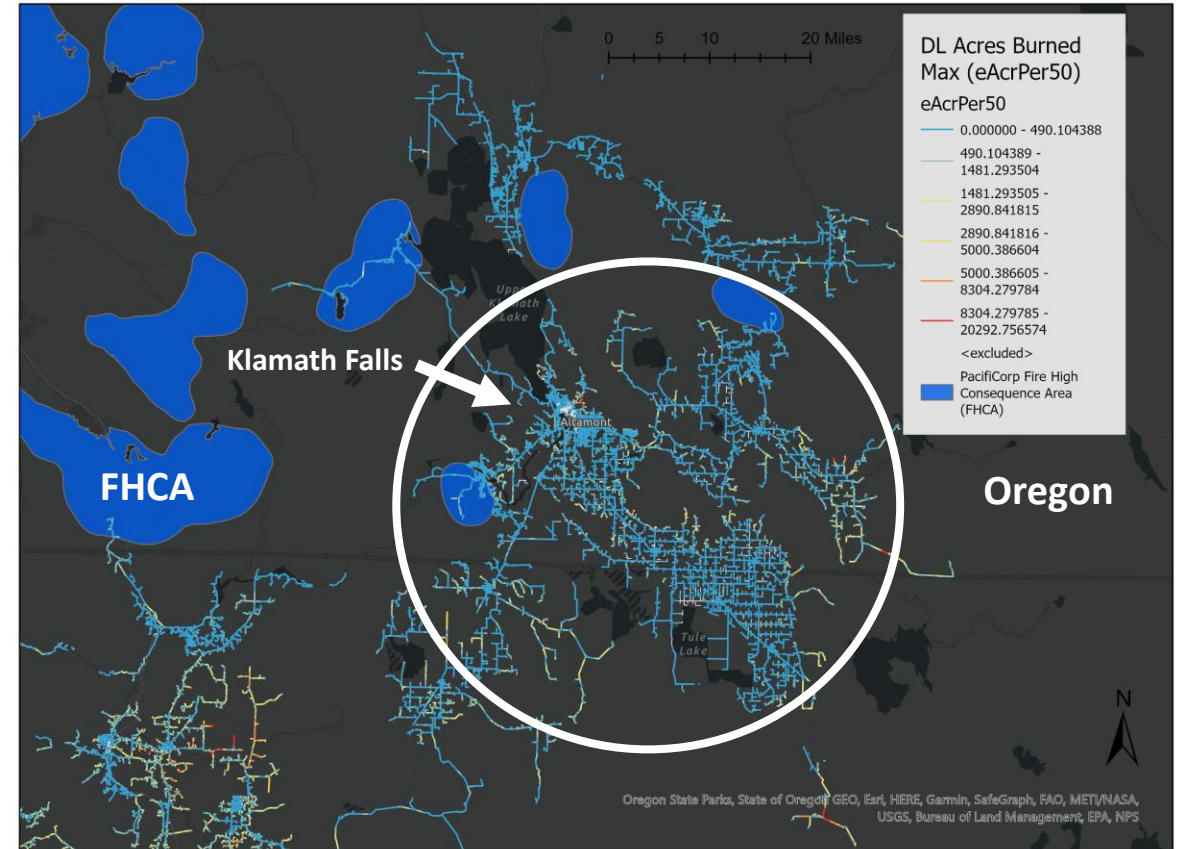 0 5 10 20 Miles
DL Acres Burned
Max (eAcrPer50)
eAcrPer50
0.000000 - 490.104388
490.104389 -
1481.293504
1481.293505 -
2890.841815
2890.841816 -
5000.386604
5000.386605 -
8304.279784
8304.279785 -
20292.756574
<excluded>
PacifiCorp Fire High
Consequence Area
(FHCA)
Upper
Klamath
Lake
Klamath Falls
Altamont
FHCA
Oregon
Tule
Lake
N
Oregon State Parks, State of Oregon GEO, Esri, HERE, Garmin, SafeGraph, FAO, METI/NASA,
USGS, Bureau of Land Management, EPA, NPS